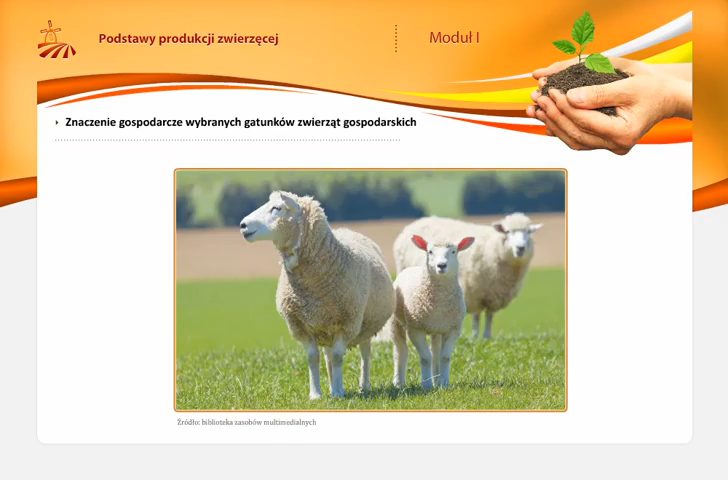 Podstawy produkcji zwierzęcej
Moduł I
Znaczenie gospodarcze wybranych gatunków zwierząt gospodarskich
Źródło: biblioteka zasobów multimedialnych